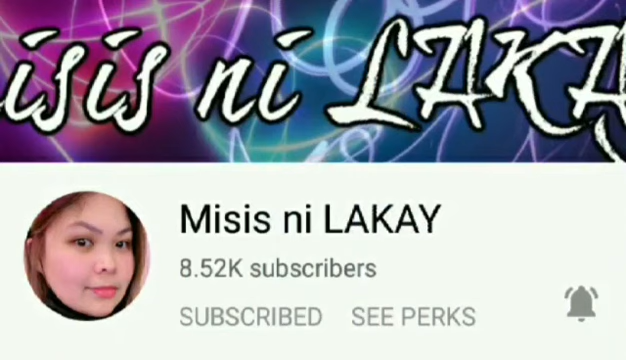 isis ni LAKA
Misis ni LAKAY
8.52K subscribers
SUBSCRIBED SEE PERKS